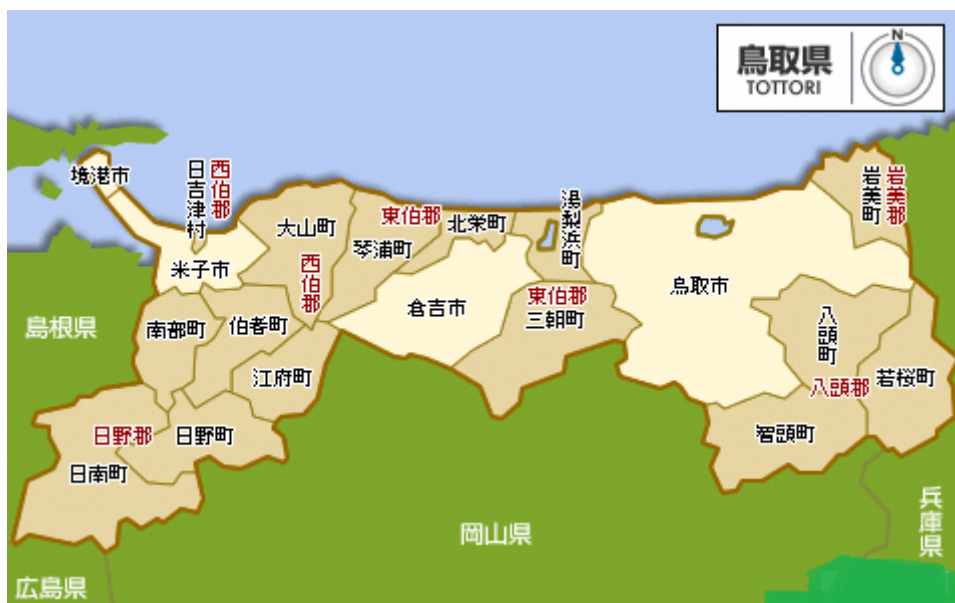 鳥取県
TOTTORI
N
境港市
日吉津村
西伯郡
米子市
大山町
西伯郡
東伯郡
琴浦町
北栄町
湯梨浜町
岩美町
岩美郡
倉吉市
東伯郡
三朝町
鳥取市
八頭町
八頭郡
若桜町
智頭町
南部町
伯耆町
江府町
日野郡
日野町
日南町
島根県
岡山県
広島県
兵庫県